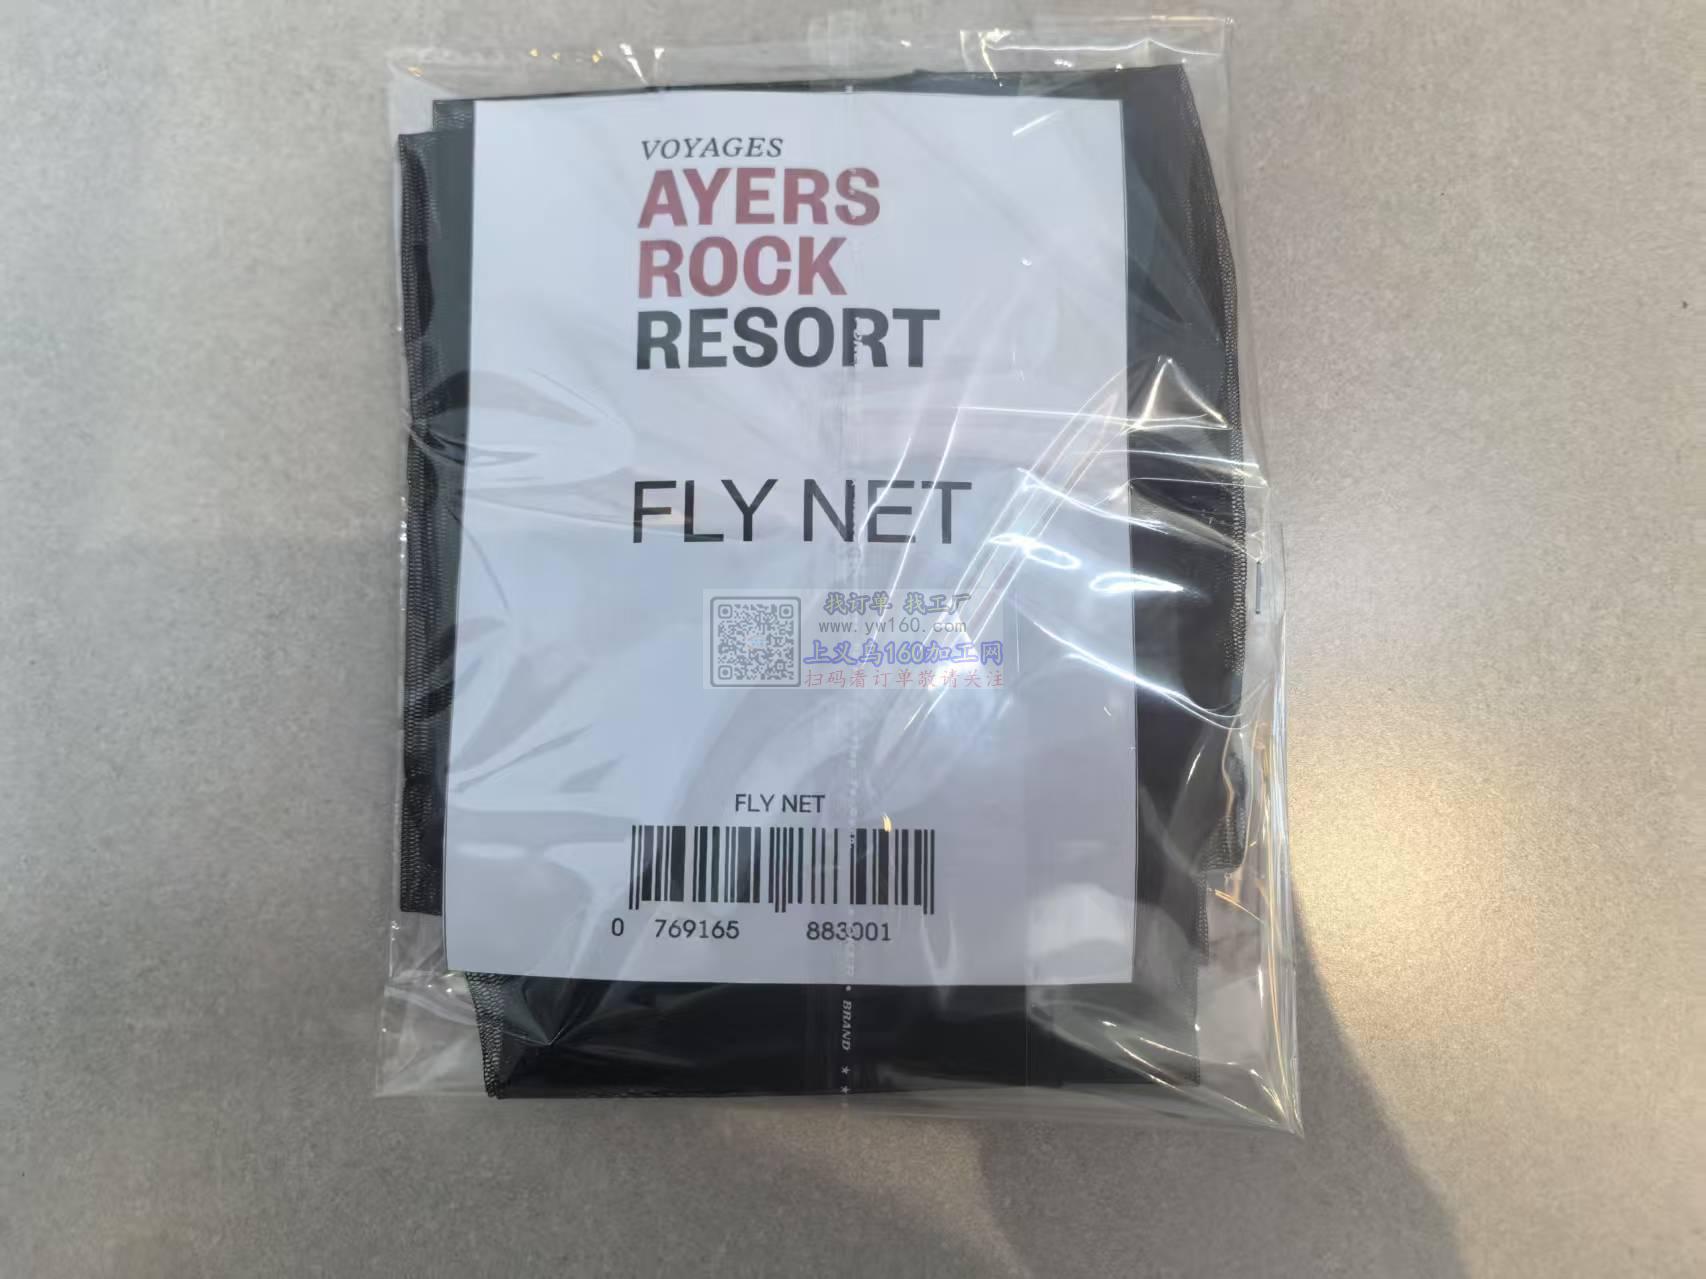 VOYAGES
AYERS
ROCK
RESORT
FLY NET
找订单 找工厂
www.yw160.com
上义乌160加工网
扫码看订单敬请关注
FLY NET
0 769165 883001
BRAND